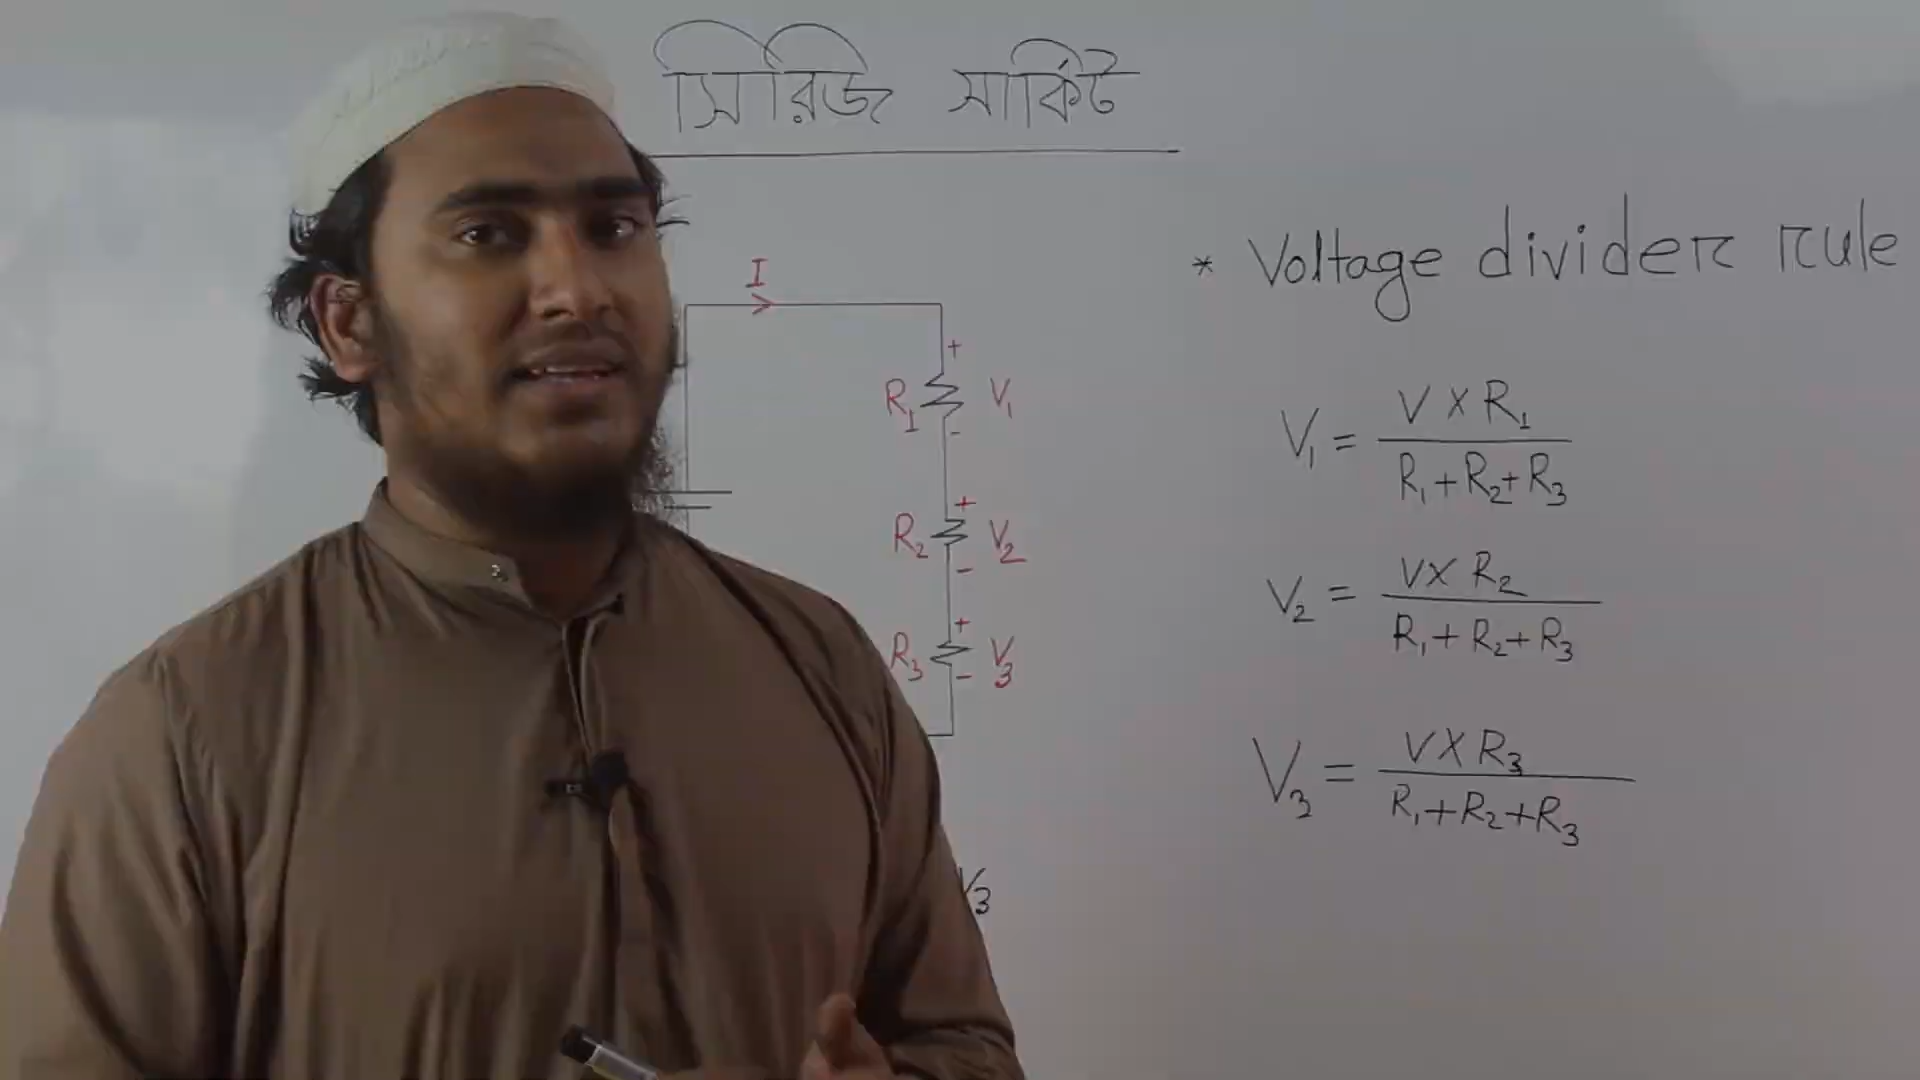 সিরিজ সার্কিট
* Voltage divider rule
I
+
R1 V1
-
+
R2 V2
-
+
R3 V3
-
V1 = V X R1
R1 + R2 + R3
V2 = V X R2
R1 + R2 + R3
V3 = V X R3
R1 + R2 + R3
V3